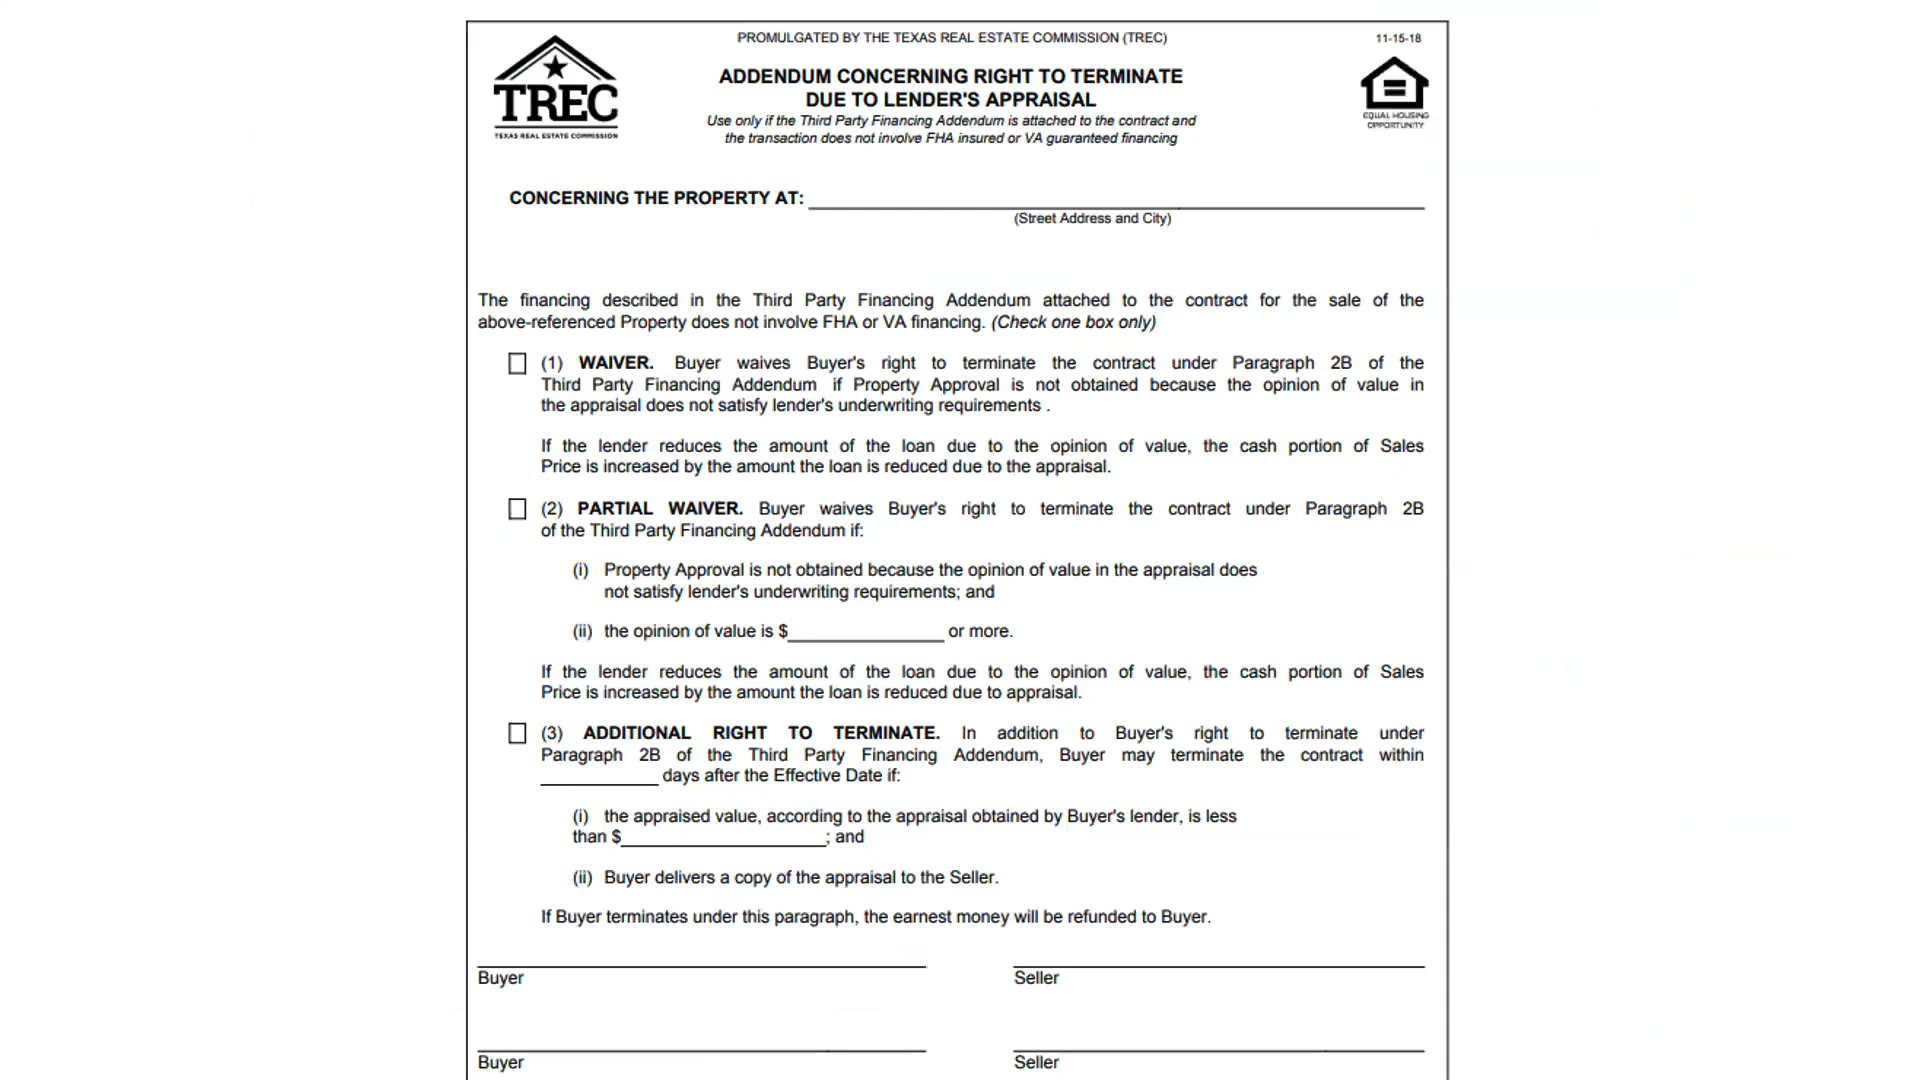 PROMULGATED BY THE TEXAS REAL ESTATE COMMISSION (TREC)
11-15-18
TREC
TEXAS REAL ESTATE COMMISSION
ADDENDUM CONCERNING RIGHT TO TERMINATE
DUE TO LENDER'S APPRAISAL
Use only if the Third Party Financing Addendum is attached to the contract and
the transaction does not involve FHA insured or VA guaranteed financing
EQUAL HOUSING
OPPORTUNITY
CONCERNING THE PROPERTY AT:
(Street Address and City)
The financing described in the Third Party Financing Addendum attached to the contract for the sale of the
above-referenced Property does not involve FHA or VA financing. (Check one box only)
(1) WAIVER. Buyer waives Buyer's right to terminate the contract under Paragraph 2B of the
Third Party Financing Addendum if Property Approval is not obtained because the opinion of value in
the appraisal does not satisfy lender's underwriting requirements .
If the lender reduces the amount of the loan due to the opinion of value, the cash portion of Sales
Price is increased by the amount the loan is reduced due to the appraisal.
(2) PARTIAL WAIVER. Buyer waives Buyer's right to terminate the contract under Paragraph 2B
of the Third Party Financing Addendum if:
(i) Property Approval is not obtained because the opinion of value in the appraisal does
not satisfy lender's underwriting requirements; and
(ii) the opinion of value is $________________ or more.
If the lender reduces the amount of the loan due to the opinion of value, the cash portion of Sales
Price is increased by the amount the loan is reduced due to appraisal.
(3) ADDITIONAL RIGHT TO TERMINATE. In addition to Buyer's right to terminate under
Paragraph 2B of the Third Party Financing Addendum, Buyer may terminate the contract within
____________ days after the Effective Date if:
(i) the appraised value, according to the appraisal obtained by Buyer's lender, is less
than $_____________________; and
(ii) Buyer delivers a copy of the appraisal to the Seller.
If Buyer terminates under this paragraph, the earnest money will be refunded to Buyer.
Buyer
Seller
Buyer
Seller